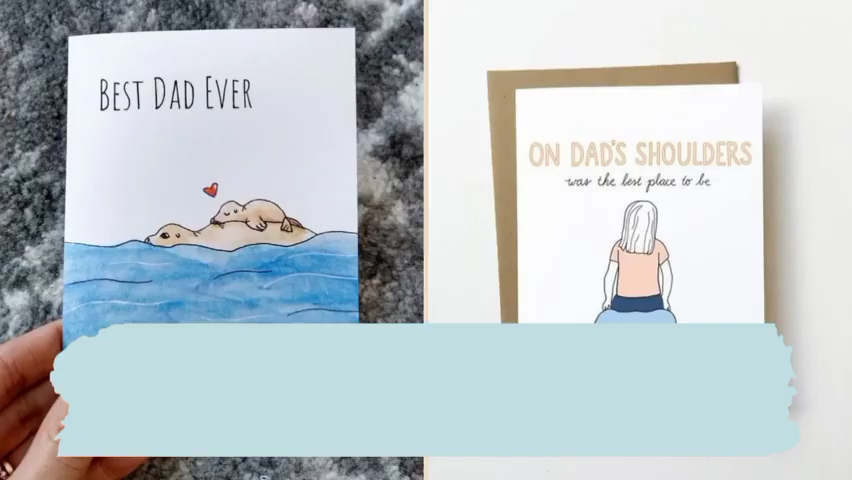 BEST DAD EVER
ON DAD'S SHOULDERS
was the best place to be